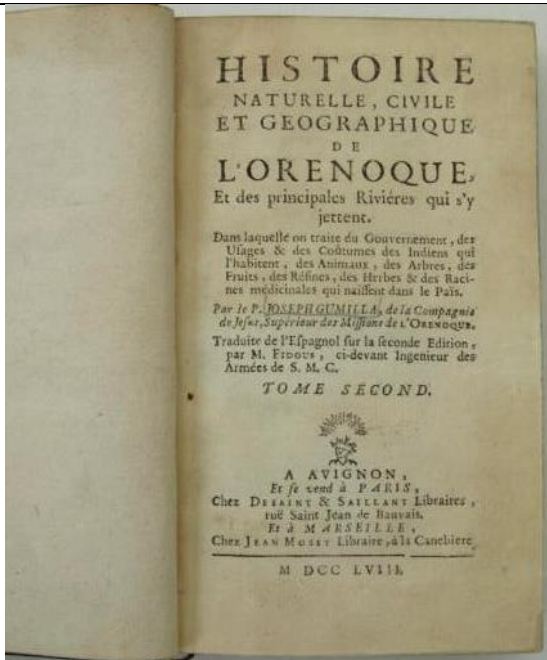 HISTOIRE
NATURELLE, CIVILE
ET GEOGRAPHIQUE
DE
L'ORENOQUE,
Et des principales Riviéres qui s'y
jettent.
Dans laquelle on traite du Gouvernement, des
Usages & des Coûtumes des Indiens qui
l'habitent, des Animaux, des Arbres, des
Fruits, des Résines, des Herbes & des Raci-
nes médicinales qui naissent dans le Païs.
Par le P. JOSEPH GUMILLA, de la Compagnie
de Jesus, Supérieur des Missions de L'ORENOQUE.
Traduite de l'Espagnol sur la seconde Edition,
par M. EIDOUS, ci-devant Ingenieur des
Armées de S. M. C.
TOME SECOND.
A AVIGNON,
Et se vend à PARIS,
Chez DESAINT & SAILLANT Libraires,
ruë Saint Jean de Bauvais.
Et à MARSEILLE,
Chez JEAN MOSSY Libraire, à la Canebiere
M DCC LVIII.